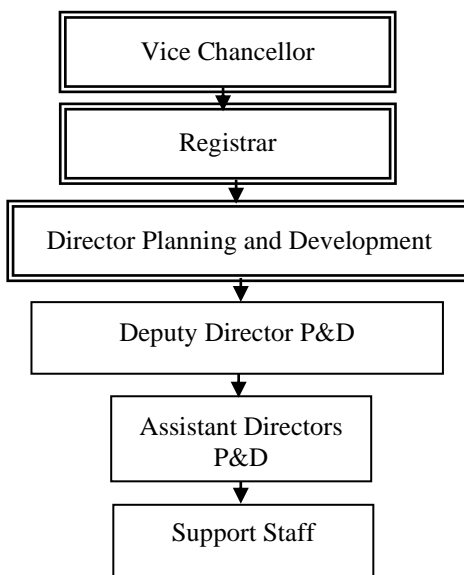 Vice Chancellor
Registrar
Director Planning and Development
Deputy Director P&D
Assistant Directors
P&D
Support Staff